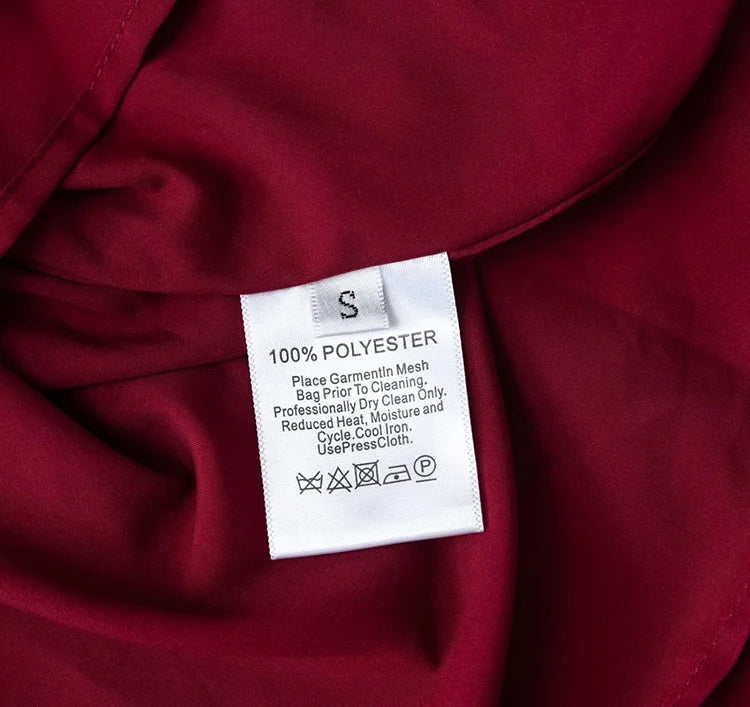 S
100% POLYESTER
Place GarmentIn Mesh
Bag Prior To Cleaning.
Professionally Dry Clean Only.
Reduced Heat, Moisture and
Cycle.Cool Iron.
UsePressCloth.
P